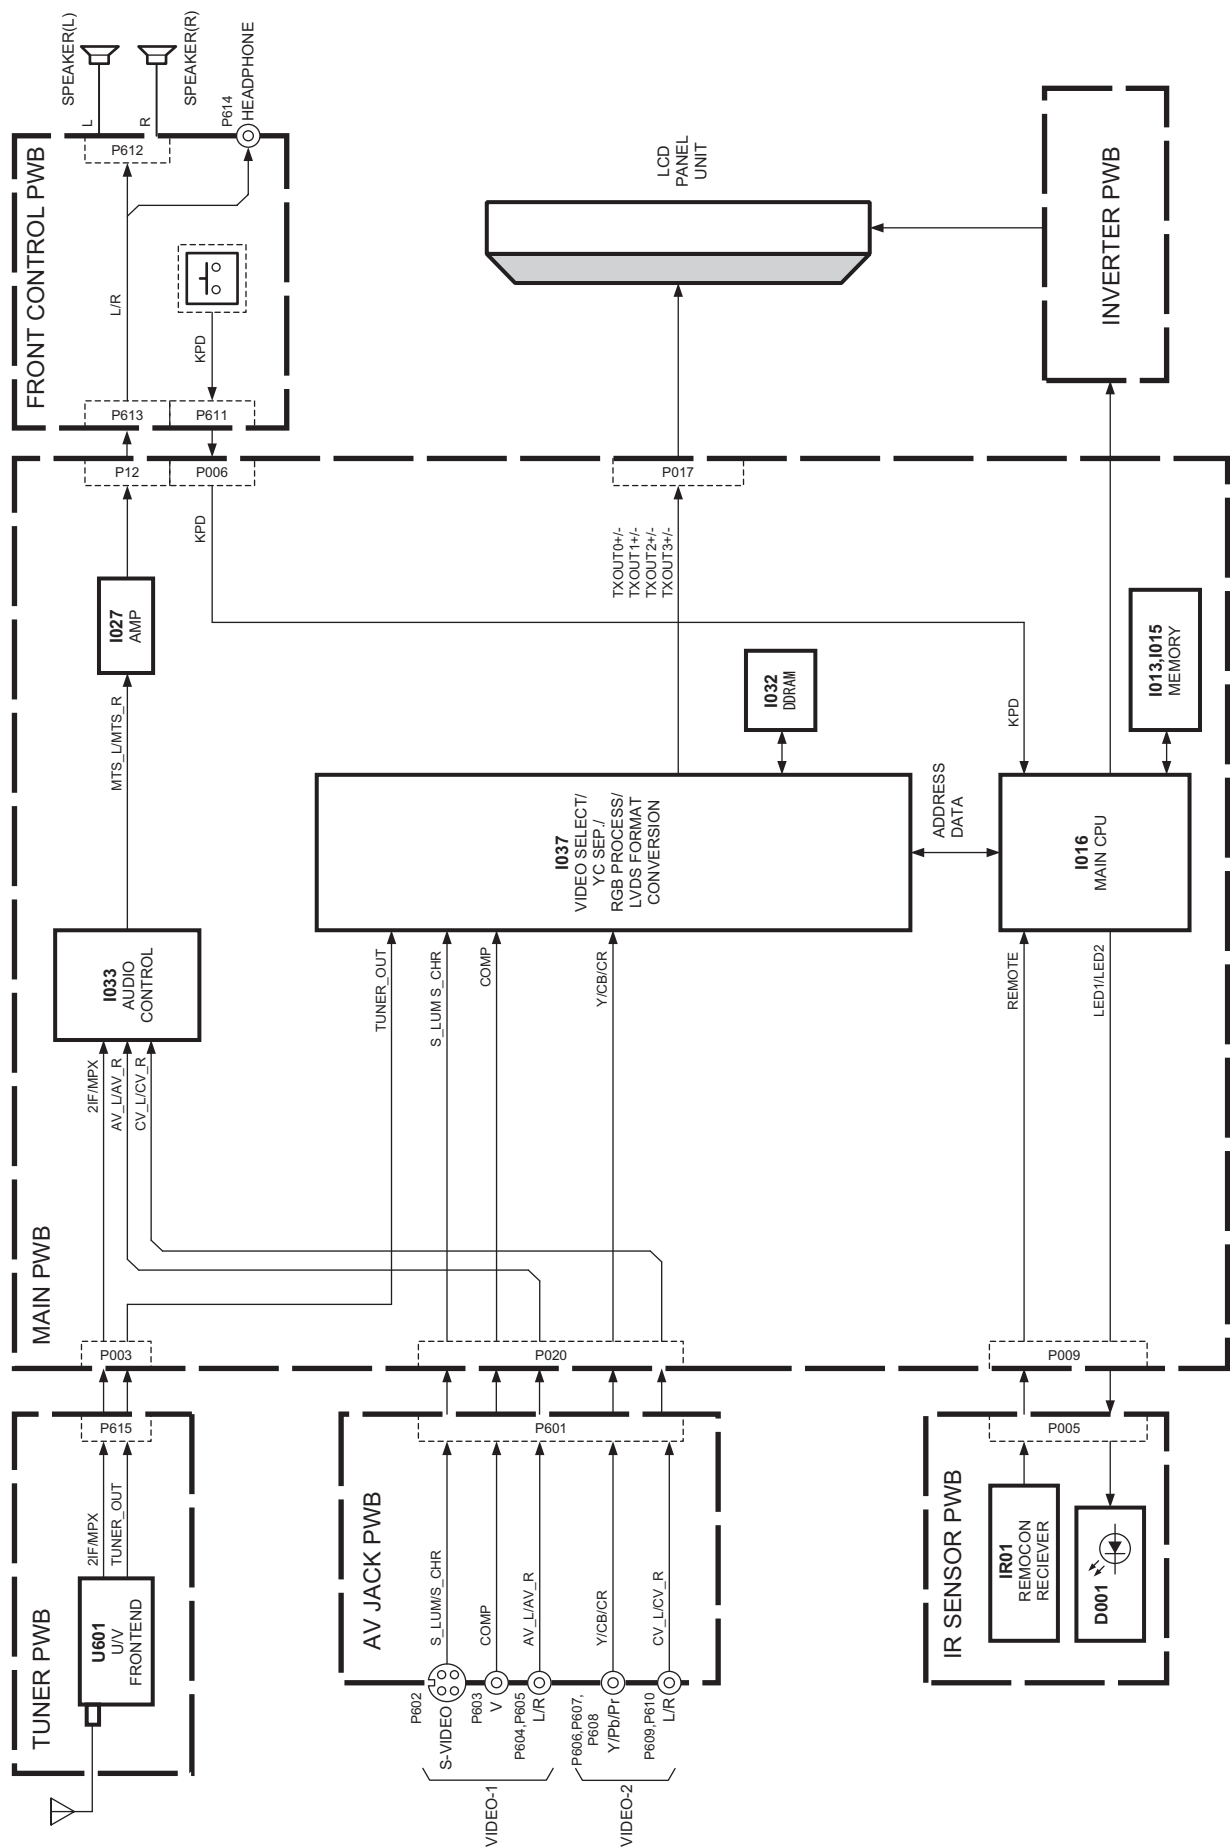 SPEAKER(L)
SPEAKER(R)
L
R
P614
HEADPHONE
FRONT CONTROL PWB
P612
L/R
KPD
P613
P611
LCD
PANEL
UNIT
INVERTER PWB
MAIN PWB
P12
P006
KPD
P017
TXOUT0+/-
TXOUT1+/-
TXOUT2+/-
TXOUT3+/-
I027
AMP
MTS_L/MTS_R
I032
DDRAM
KPD
I013,I015
MEMORY
I033
AUDIO
CONTROL
I037
VIDEO SELECT/
YC SEP./
RGB PROCESS/
LVDS FORMAT
CONVERSION
ADDRESS
DATA
I016
MAIN CPU
2IF/MPX
AV_L/AV_R
CV_L/CV_R
TUNER_OUT
S_LUM S_CHR
COMP
Y/CB/CR
REMOTE
LED1/LED2
P003
P020
P009
TUNER PWB
P615
2IF/MPX
TUNER_OUT
U601
U/V
FRONTEND
AV JACK PWB
P601
S_LUM/S_CHR
COMP
AV_L/AV_R
Y/CB/CR
CV_L/CV_R
P602
S-VIDEO
P603
V
P604,P605
L/R
P606,P607,
P608
Y/Pb/Pr
P609,P610
L/R
VIDEO-1
VIDEO-2
IR SENSOR PWB
P005
IR01
REMOCON
RECIEVER
D001